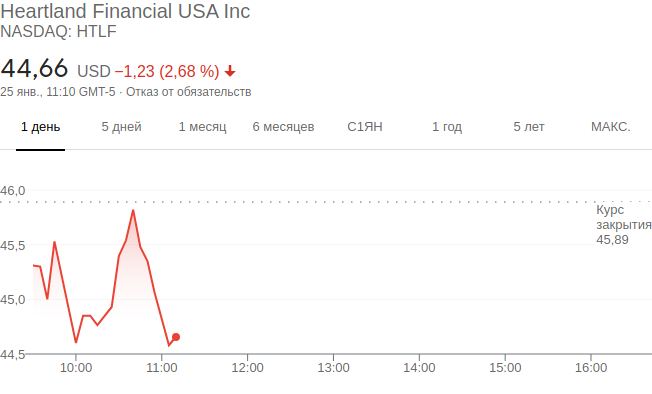 Heartland Financial USA Inc
NASDAQ: HTLF
44,66 USD −1,23 (2,68 %)
25 янв., 11:10 GMT-5 · Отказ от обязательств
1 день 5 дней 1 месяц 6 месяцев С1ЯН 1 год 5 лет МАКС.
46,0
Курс
закрытия
45,89
45,5
45,0
44,5
10:00 11:00 12:00 13:00 14:00 15:00 16:00